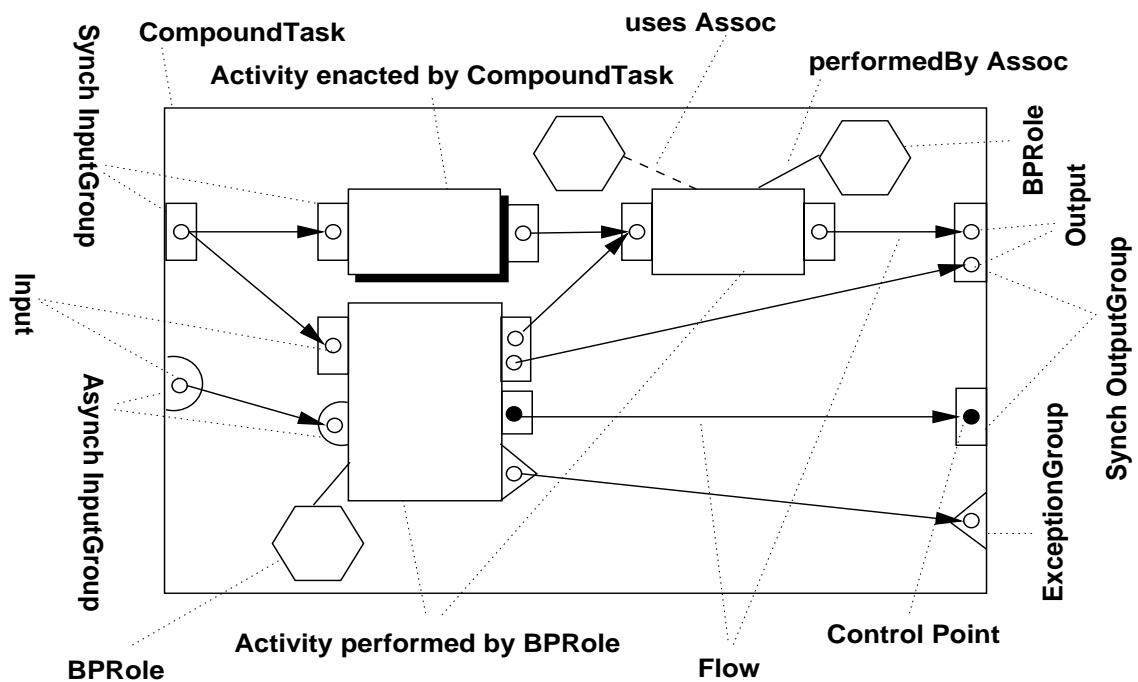 CompoundTask
uses Assoc
Activity enacted by CompoundTask
performedBy Assoc
Synch InputGroup
BPRole
Output
Input
Synch OutputGroup
Asynch InputGroup
ExceptionGroup
Activity performed by BPRole
Control Point
BPRole
Flow